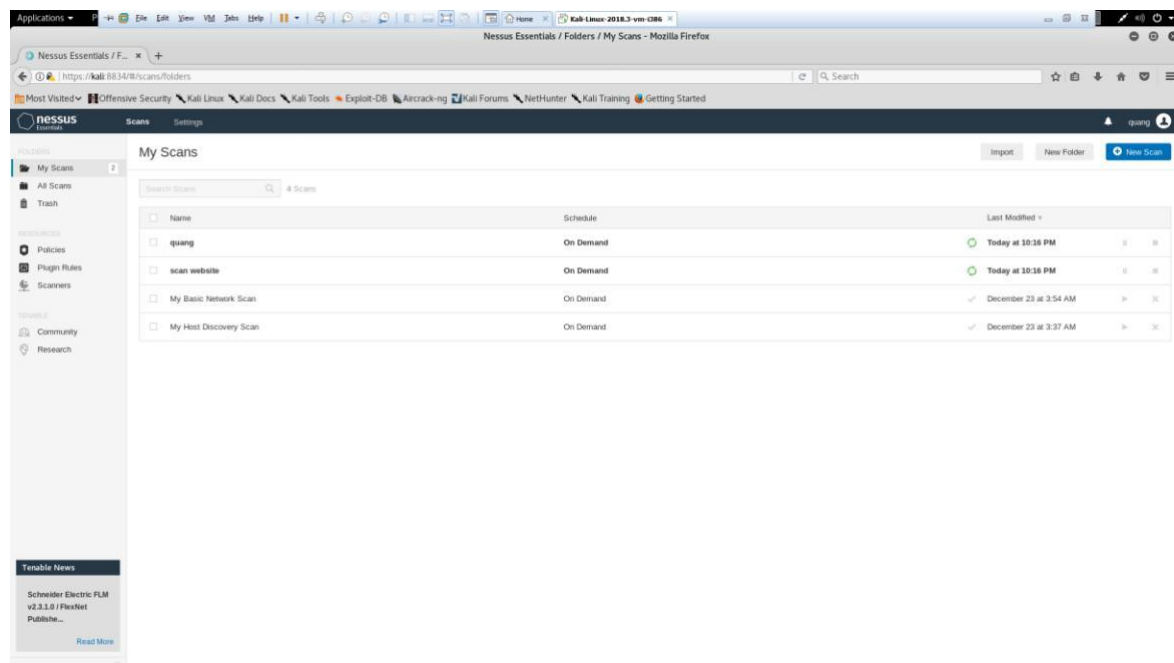 Applications ▾ P File Edit View VM Tabs Help Home × Kali-Linux-2018.3-vm-i386 ×
Nessus Essentials / Folders / My Scans - Mozilla Firefox
Nessus Essentials / F... × +
https://kali:8834/#/scans/folders Search
Most Visited Offensive Security Kali Linux Kali Docs Kali Tools Exploit-DB Aircrack-ng Kali Forums NetHunter Kali Training Getting Started
nessus Essentials Scans Settings quang
FOLDERS
My Scans 2
All Scans
Trash
RESOURCES
Policies
Plugin Rules
Scanners
TENABLE
Community
Research
Tenable News
Schneider Electric FLM
v2.3.1.0 / FlexNet
Publishe...
Read More
My Scans Import New Folder New Scan
Search Scans 4 Scans
Name Schedule Last Modified
quang On Demand Today at 10:16 PM
scan website On Demand Today at 10:16 PM
My Basic Network Scan On Demand December 23 at 3:54 AM
My Host Discovery Scan On Demand December 23 at 3:37 AM